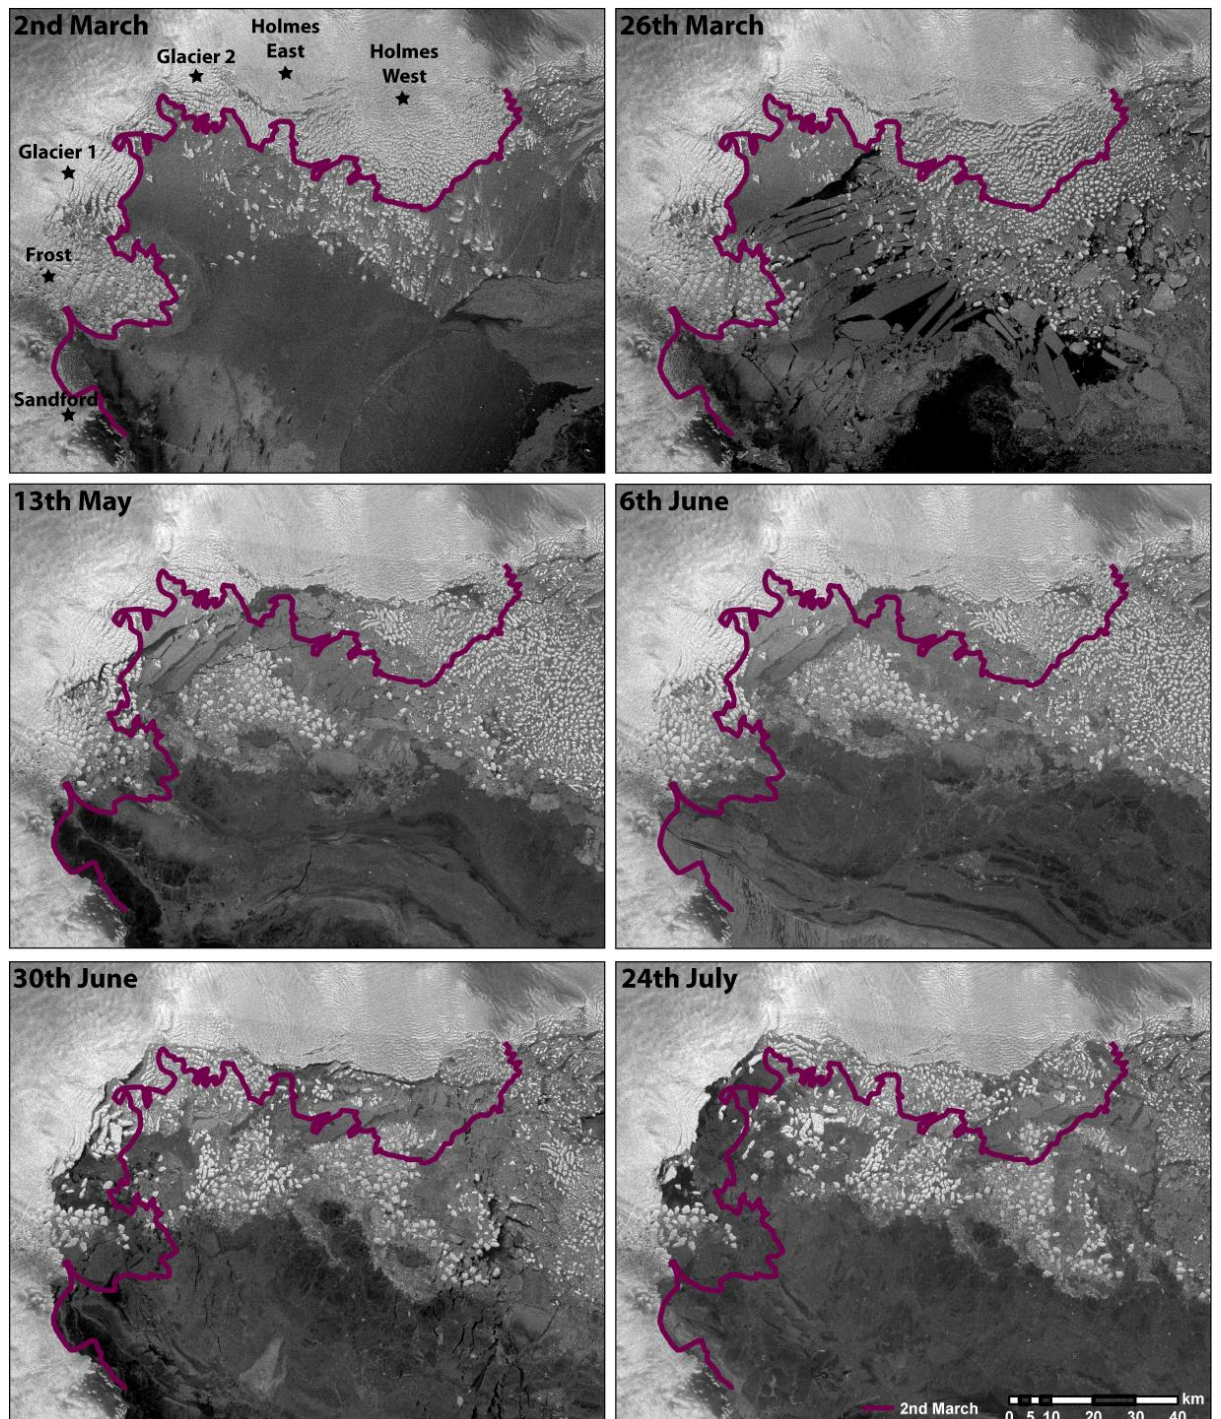 2nd March
Glacier 2
Holmes
East
Holmes
West
Glacier 1
Frost
Sandford
26th March
13th May
6th June
30th June
24th July
2nd March
km
0 5 10 20 30 40